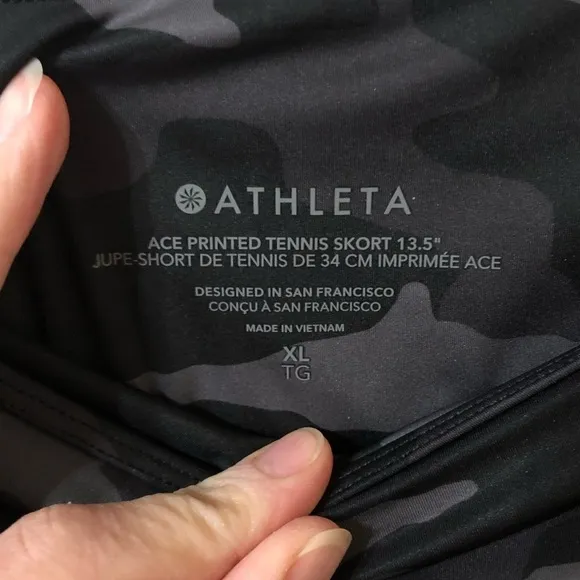 ATHLETA
ACE PRINTED TENNIS SKORT 13.5"
JUPE-SHORT DE TENNIS DE 34 CM IMPRIMÉE ACE
DESIGNED IN SAN FRANCISCO
CONÇU À SAN FRANCISCO
MADE IN VIETNAM
XL
TG